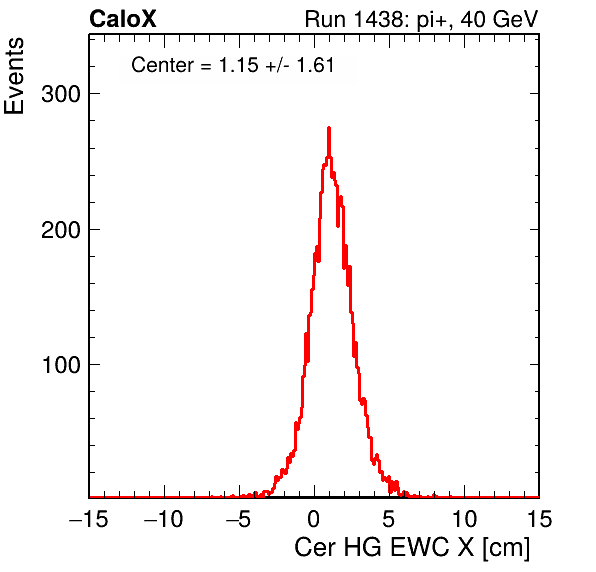 CaloX Run 1438: pi+, 40 GeV
Events
Center = 1.15 +/- 1.61
300
200
100
−15 −10 −5 0 5 10 15
Cer HG EWC X [cm]